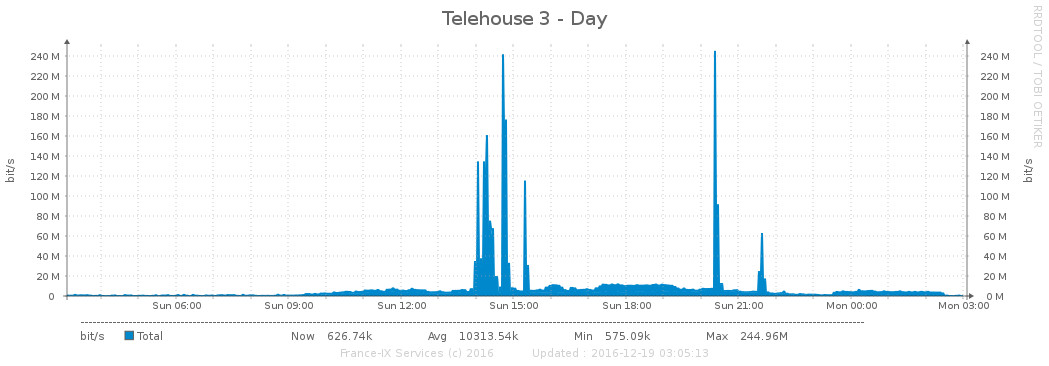 Telehouse 3 - Day
RRDTOOL / TOBI OETIKER
bit/s
bit/s
240 M 240 M
220 M 220 M
200 M 200 M
180 M 180 M
160 M 160 M
140 M 140 M
120 M 120 M
100 M 100 M
80 M 80 M
60 M 60 M
40 M 40 M
20 M 20 M
0 0 M
Sun 06:00 Sun 09:00 Sun 12:00 Sun 15:00 Sun 18:00 Sun 21:00 Mon 00:00 Mon 03:00
bit/s Total Now 626.74k Avg 10313.54k Min 575.09k Max 244.96M
France-IX Services (c) 2016 Updated : 2016-12-19 03:05:13